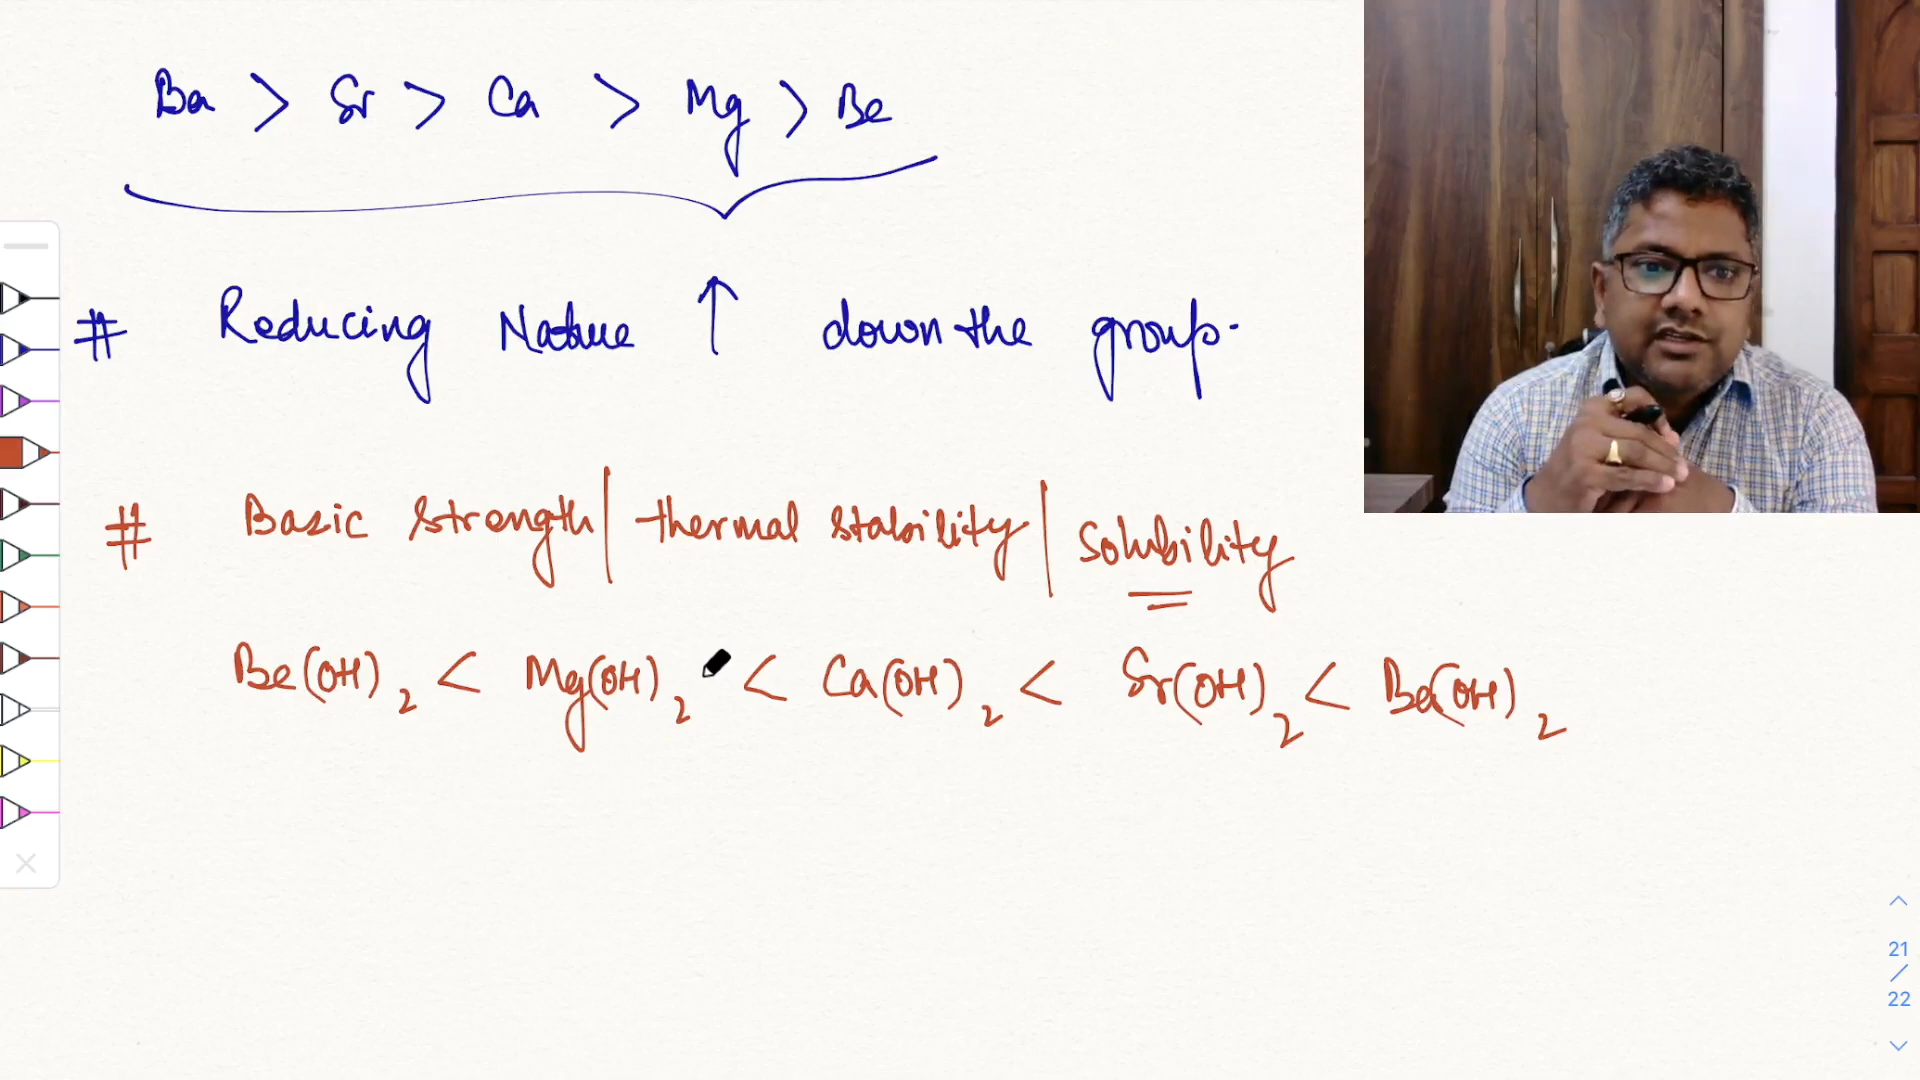 Ba > Sr > Ca > Mg > Be
# Reducing Nature ↑ down the group.
# Basic strength | thermal stability | Solubility
Be(OH)2 < Mg(OH)2 < Ca(OH)2 < Sr(OH)2 < Ba(OH)2
21
/
22